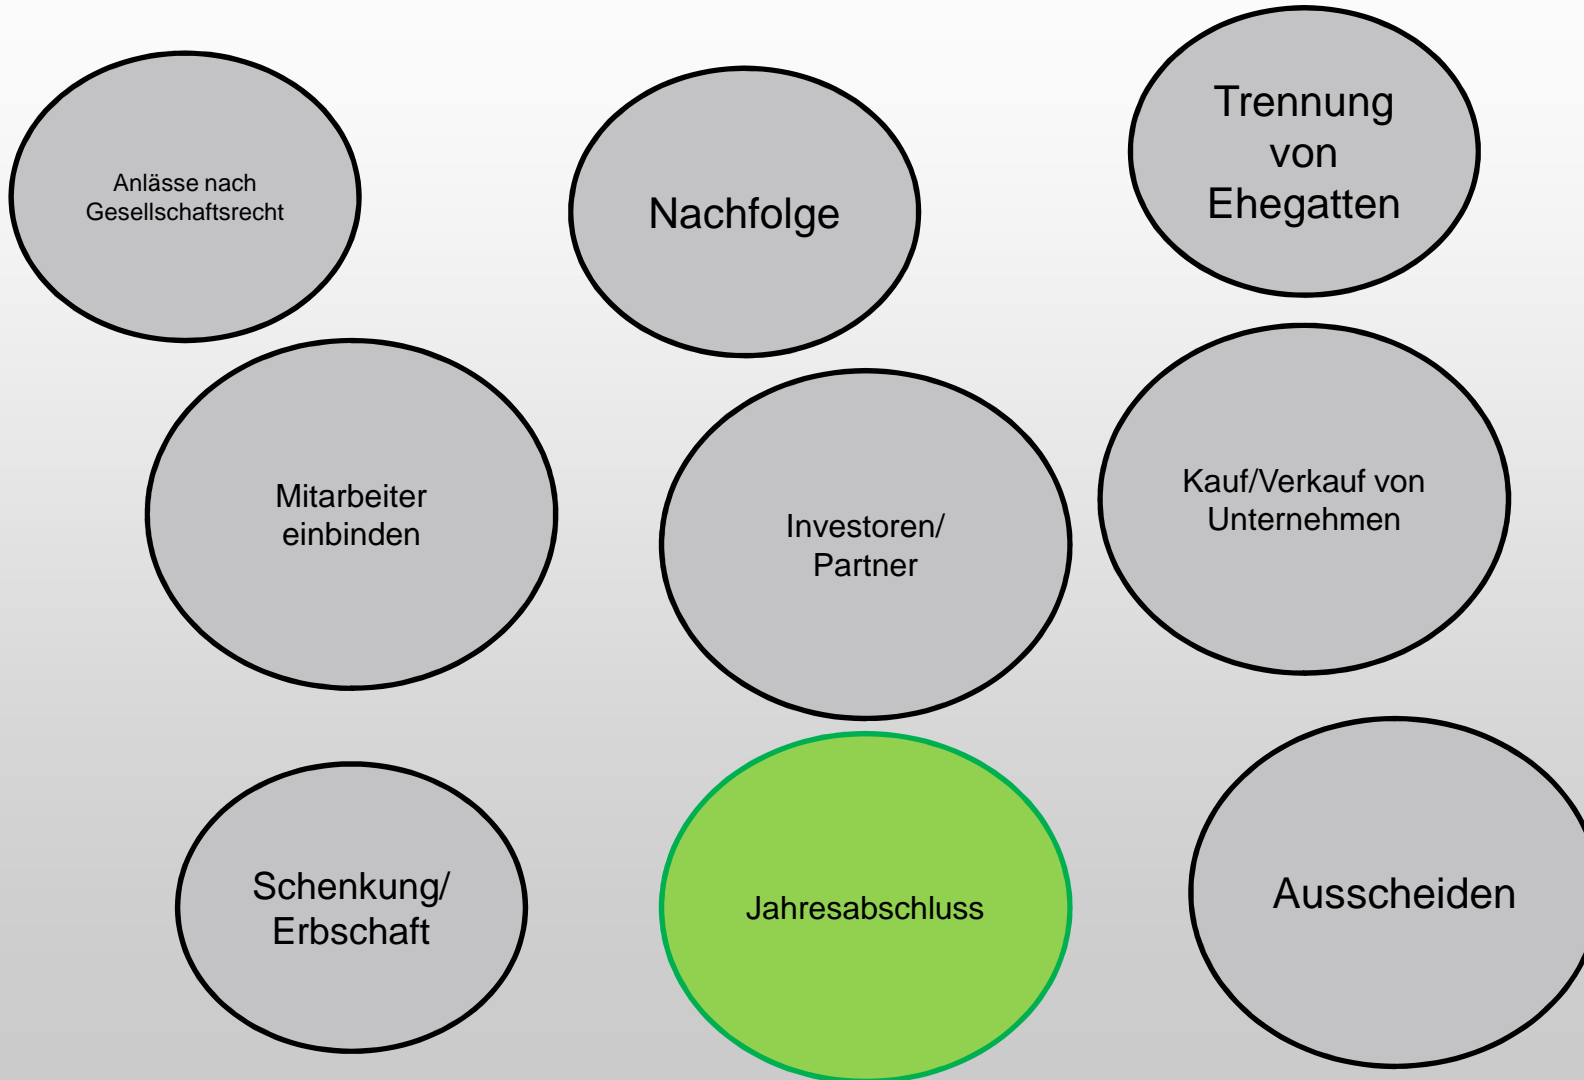 Anlässe nach
Gesellschaftsrecht
Nachfolge
Trennung
von
Ehegatten
Mitarbeiter
einbinden
Investoren/
Partner
Kauf/Verkauf von
Unternehmen
Schenkung/
Erbschaft
Jahresabschluss
Ausscheiden